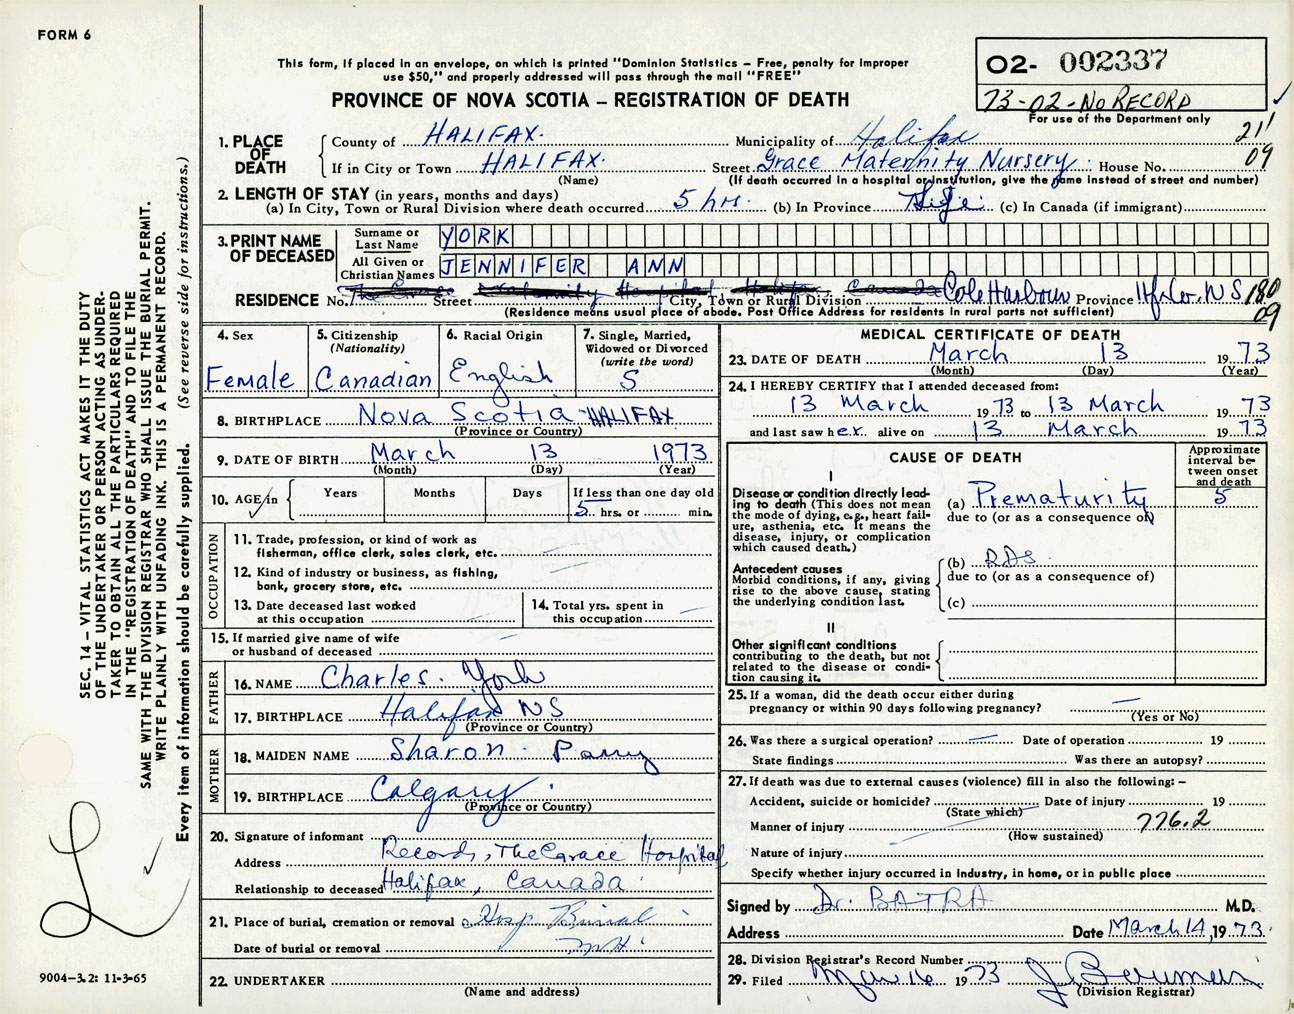 FORM 6
This form, if placed in an envelope, on which is printed "Dominion Statistics – Free, penalty for improper
use $50," and properly addressed will pass through the mail "FREE"
PROVINCE OF NOVA SCOTIA – REGISTRATION OF DEATH
02- 002337
73-02-No RECORD
For use of the Department only
211
09
1. PLACE OF DEATH
County of HALIFAX. Municipality of Halifax
If in City or Town HALIFAX. Street Grace Maternity Nursery House No.
(Name) (If death occurred in a hospital or institution, give the name instead of street and number)
2. LENGTH OF STAY (in years, months and days)
(a) In City, Town or Rural Division where death occurred 5 hrs. (b) In Province (c) In Canada (if immigrant)
3. PRINT NAME OF DECEASED
Surname or Last Name YORK
All Given or Christian Names JENNIFER ANN
RESIDENCE No. The Grace Street Maternity Hospital City, Town or Rural Division Halifax Canada Cole Harbour Province Hfx. Co., N S 180
09
(Residence means usual place of abode. Post Office Address for residents in rural parts not sufficient)
4. Sex Female
5. Citizenship (Nationality) Canadian
6. Racial Origin English
7. Single, Married, Widowed or Divorced (write the word) S
8. BIRTHPLACE Nova Scotia - HALIFAX
(Province or Country)
9. DATE OF BIRTH March 13 1973
(Month) (Day) (Year)
10. AGE in Years Months Days If less than one day old
5 hrs. or min.
OCCUPATION
11. Trade, profession, or kind of work as
fisherman, office clerk, sales clerk, etc. –
12. Kind of industry or business, as fishing,
bank, grocery store, etc. –
13. Date deceased last worked
at this occupation –
14. Total yrs. spent in
this occupation –
15. If married give name of wife
or husband of deceased –
FATHER
16. NAME Charles. York
17. BIRTHPLACE Halifax NS
(Province or Country)
MOTHER
18. MAIDEN NAME Sharon Parry
19. BIRTHPLACE Calgary
(Province or Country)
20. Signature of informant
Address Records, The Grace Hospital
Relationship to deceased Halifax, Canada
21. Place of burial, cremation or removal Hosp Burial
Date of burial or removal
22. UNDERTAKER
(Name and address)
MEDICAL CERTIFICATE OF DEATH
23. DATE OF DEATH March 13 1973
(Month) (Day) (Year)
24. I HEREBY CERTIFY that I attended deceased from:
13 March 1973 to 13 March 1973
and last saw her alive on 13 March 1973
CAUSE OF DEATH
Approximate interval between onset and death
I
Disease or condition directly leading to death (This does not
mean the mode of dying, e.g., heart failure, asthenia, etc. It means the
disease, injury, or complication which caused death.)
(a) Prematurity 5
due to (or as a consequence of)
Antecedent causes
Morbid conditions, if any, giving
rise to the above cause, stating
the underlying condition last.
(b) RDS
due to (or as a consequence of)
(c)
II
Other significant conditions
contributing to the death, but not
related to the disease or condition causing it.
25. If a woman, did the death occur either during
pregnancy or within 90 days following pregnancy? –
(Yes or No)
26. Was there a surgical operation? – Date of operation 19
State findings Was there an autopsy?
27. If death was due to external causes (violence) fill in also the following: –
Accident, suicide or homicide? Date of injury 19
(State which)
Manner of injury 776.2
(How sustained)
Nature of injury
Specify whether injury occurred in industry, in home, or in public place
Signed by Dr. BATRA M.D.
Address Date March 14, 1973.
28. Division Registrar's Record Number
29. Filed Mar 16 1973 J Bowman
(Division Registrar)
SEC. 14 – VITAL STATISTICS ACT MAKES IT THE DUTY
OF THE UNDERTAKER OR PERSON ACTING AS UNDER-
TAKER TO OBTAIN ALL THE PARTICULARS REQUIRED
IN THE "REGISTRATION OF DEATH" AND TO FILE THE
SAME WITH THE DIVISION REGISTRAR WHO SHALL ISSUE THE BURIAL PERMIT.
WRITE PLAINLY WITH UNFADING INK. THIS IS A PERMANENT RECORD.
Every item of information should be carefully supplied. (See reverse side for instructions.)
L
9004-3.2: 11-3-65